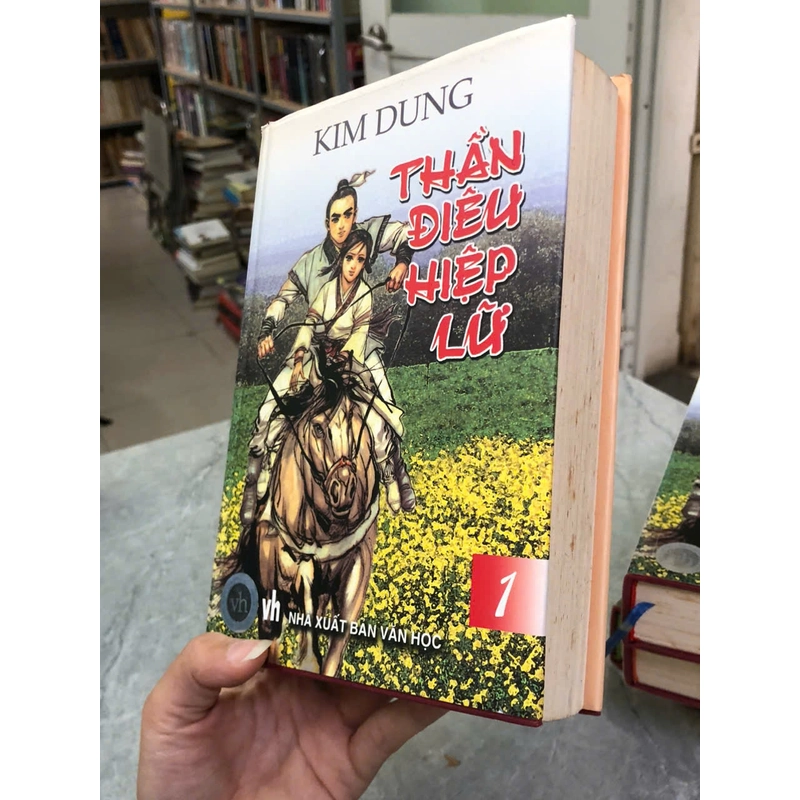 KIM DUNG
THẦN
ĐIÊU
HIỆP
LỮ
1
vh
vh NHÀ XUẤT BẢN VĂN HỌC